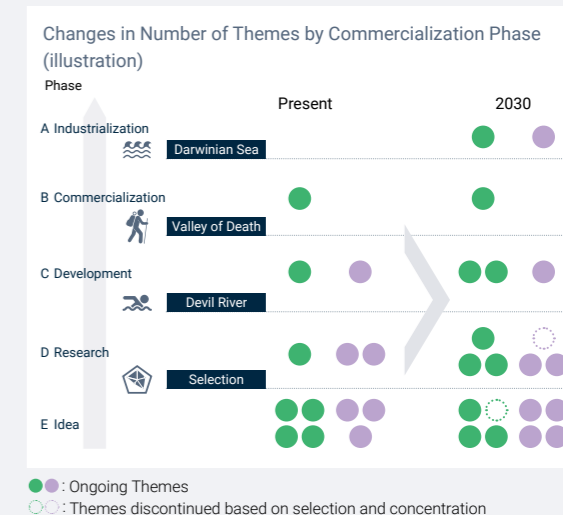 Changes in Number of Themes by Commercialization Phase
(illustration)
Phase
Present 2030
A Industrialization
Darwinian Sea
B Commercialization
Valley of Death
C Development
Devil River
D Research
Selection
E Idea
: Ongoing Themes
: Themes discontinued based on selection and concentration